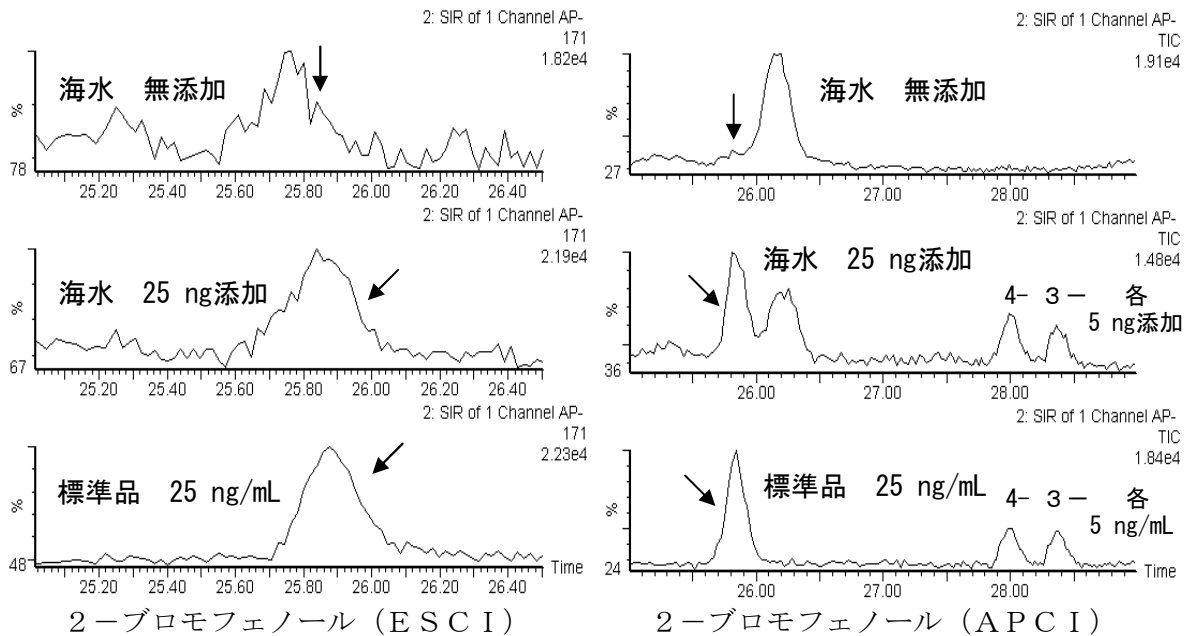 2: SIR of 1 Channel AP-
171
1.82e4
海水 無添加
%
78
25.20 25.40 25.60 25.80 26.00 26.20 26.40
2: SIR of 1 Channel AP-
171
2.19e4
海水 25 ng添加
%
67
25.20 25.40 25.60 25.80 26.00 26.20 26.40
2: SIR of 1 Channel AP-
171
2.23e4
標準品 25 ng/mL
%
48
Time
25.20 25.40 25.60 25.80 26.00 26.20 26.40
2-ブロモフェノール(ESCI)
2: SIR of 1 Channel AP-
TIC
1.91e4
海水 無添加
%
27
26.00 27.00 28.00
2: SIR of 1 Channel AP-
TIC
1.48e4
海水 25 ng添加
4- 3- 各
5 ng添加
%
36
26.00 27.00 28.00
2: SIR of 1 Channel AP-
TIC
1.84e4
標準品 25 ng/mL
4- 3- 各
5 ng/mL
%
24
Time
26.00 27.00 28.00
2-ブロモフェノール(APCI)